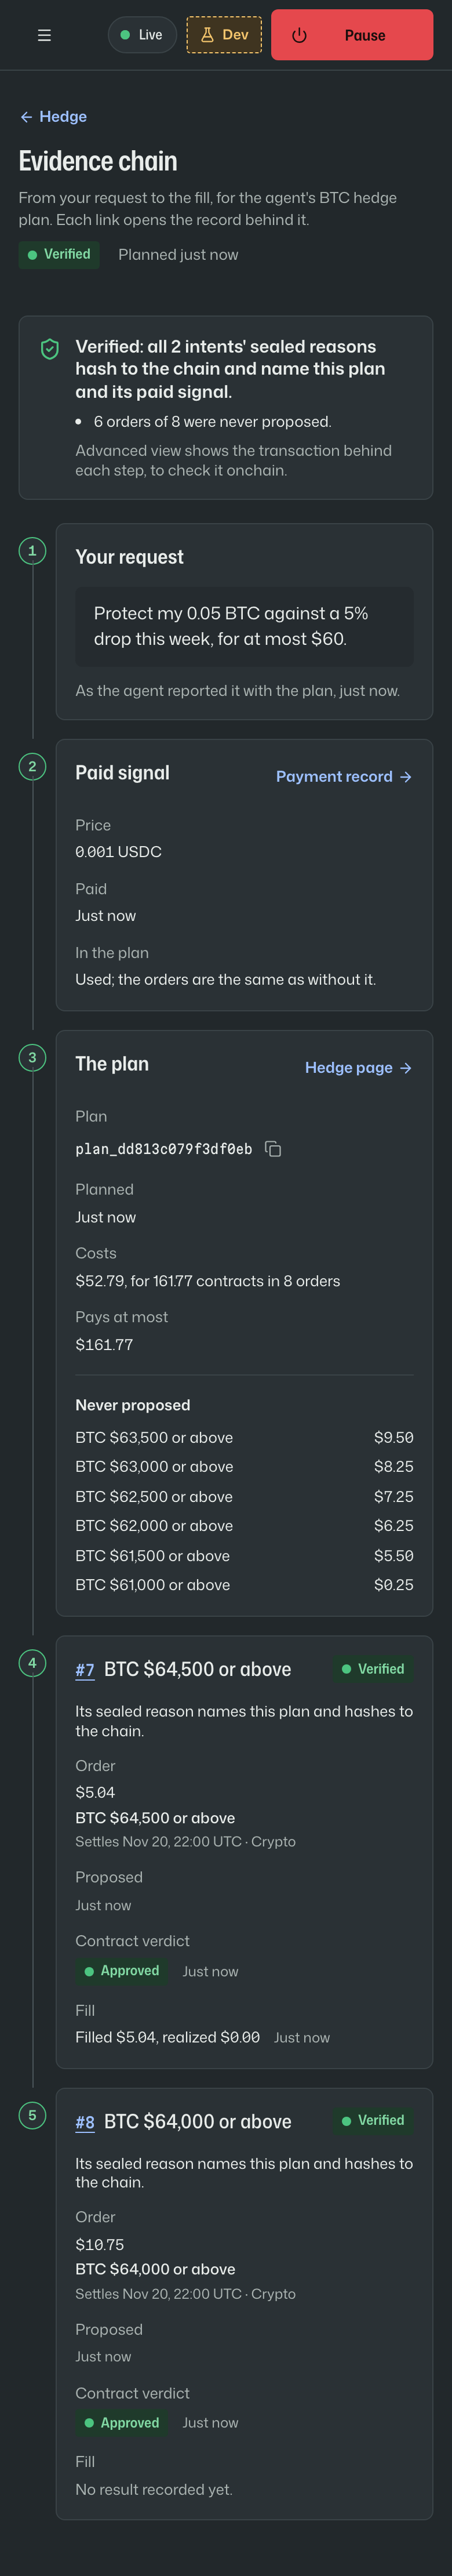 Live
Dev
Pause
← Hedge
Evidence chain
From your request to the fill, for the agent's BTC hedge
plan. Each link opens the record behind it.
Verified
Planned just now
Verified: all 2 intents' sealed reasons
hash to the chain and name this plan
and its paid signal.
• 6 orders of 8 were never proposed.
Advanced view shows the transaction behind
each step, to check it onchain.
1
Your request
Protect my 0.05 BTC against a 5%
drop this week, for at most $60.
As the agent reported it with the plan, just now.
2
Paid signal
Payment record →
Price
0.001 USDC
Paid
Just now
In the plan
Used; the orders are the same as without it.
3
The plan
Hedge page →
Plan
plan_dd813c079f3df0eb
Planned
Just now
Costs
$52.79, for 161.77 contracts in 8 orders
Pays at most
$161.77
Never proposed
BTC $63,500 or above $9.50
BTC $63,000 or above $8.25
BTC $62,500 or above $7.25
BTC $62,000 or above $6.25
BTC $61,500 or above $5.50
BTC $61,000 or above $0.25
4
#7 BTC $64,500 or above
Verified
Its sealed reason names this plan and hashes to
the chain.
Order
$5.04
BTC $64,500 or above
Settles Nov 20, 22:00 UTC · Crypto
Proposed
Just now
Contract verdict
Approved Just now
Fill
Filled $5.04, realized $0.00 Just now
5
#8 BTC $64,000 or above
Verified
Its sealed reason names this plan and hashes to
the chain.
Order
$10.75
BTC $64,000 or above
Settles Nov 20, 22:00 UTC · Crypto
Proposed
Just now
Contract verdict
Approved Just now
Fill
No result recorded yet.